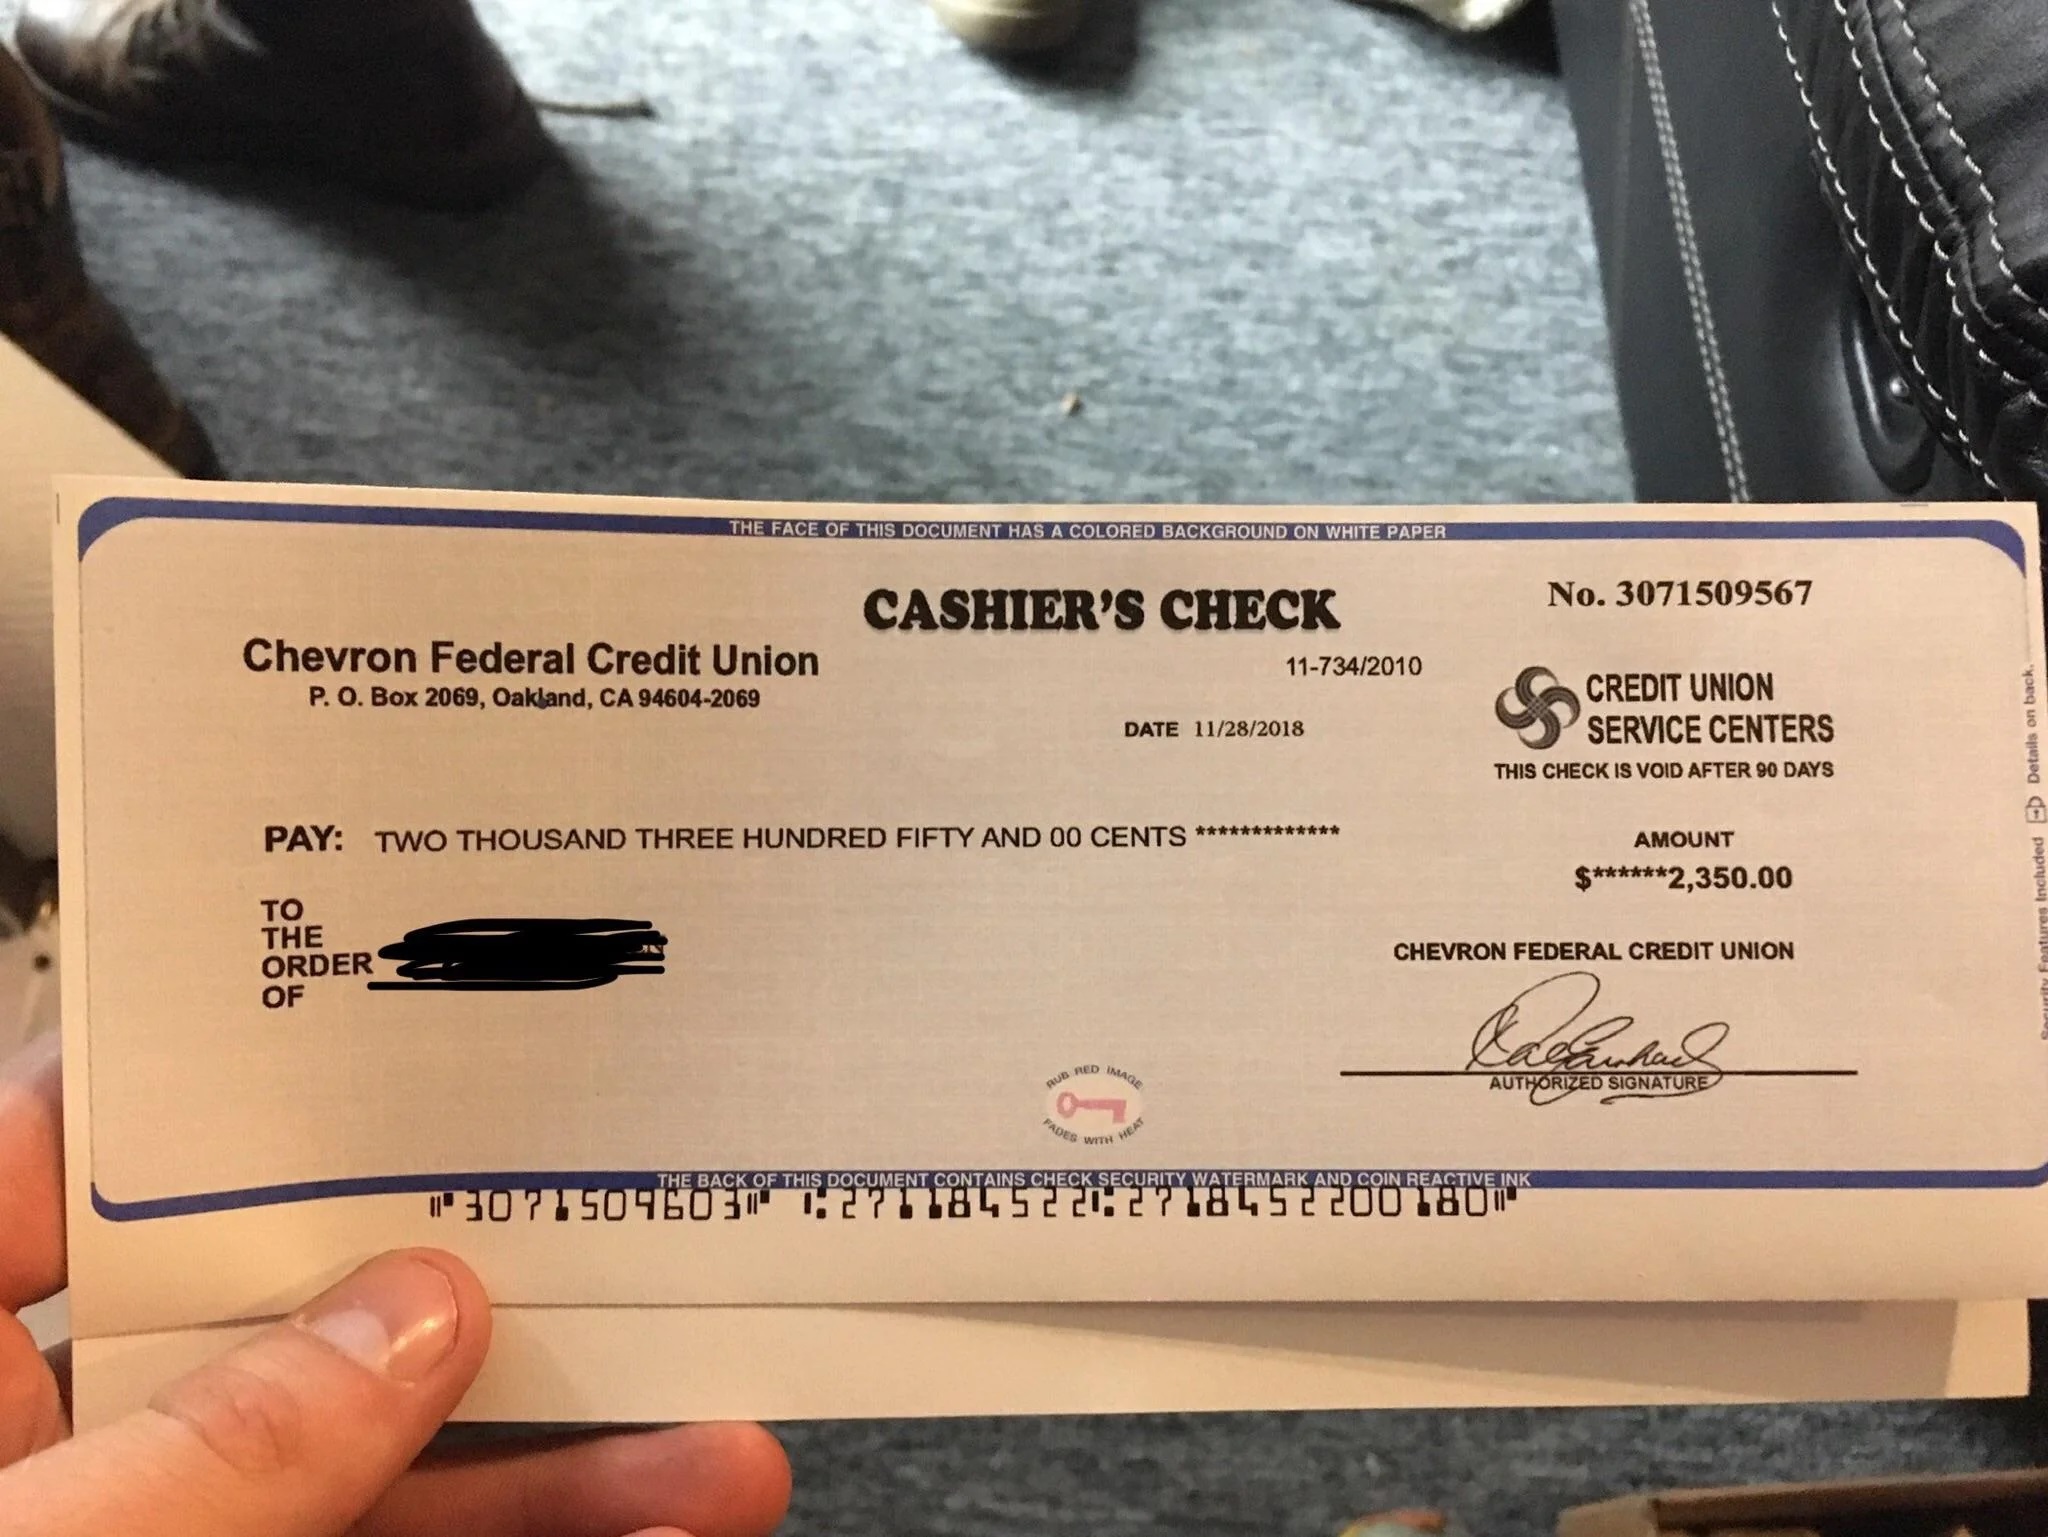 THE FACE OF THIS DOCUMENT HAS A COLORED BACKGROUND ON WHITE PAPER
CASHIER'S CHECK
No. 3071509567
Chevron Federal Credit Union
P. O. Box 2069, Oakland, CA 94604-2069
11-734/2010
DATE 11/28/2018
CREDIT UNION
SERVICE CENTERS
THIS CHECK IS VOID AFTER 90 DAYS
PAY: TWO THOUSAND THREE HUNDRED FIFTY AND 00 CENTS *************
AMOUNT
$******2,350.00
TO
THE
ORDER
OF
CHEVRON FEDERAL CREDIT UNION
AUTHORIZED SIGNATURE
RUB RED IMAGE
FADES WITH HEAT
THE BACK OF THIS DOCUMENT CONTAINS CHECK SECURITY WATERMARK AND COIN REACTIVE INK
⑈3071509603⑈ ⑆271184522⑆2718452200180⑈
Security Features Included Details on back.